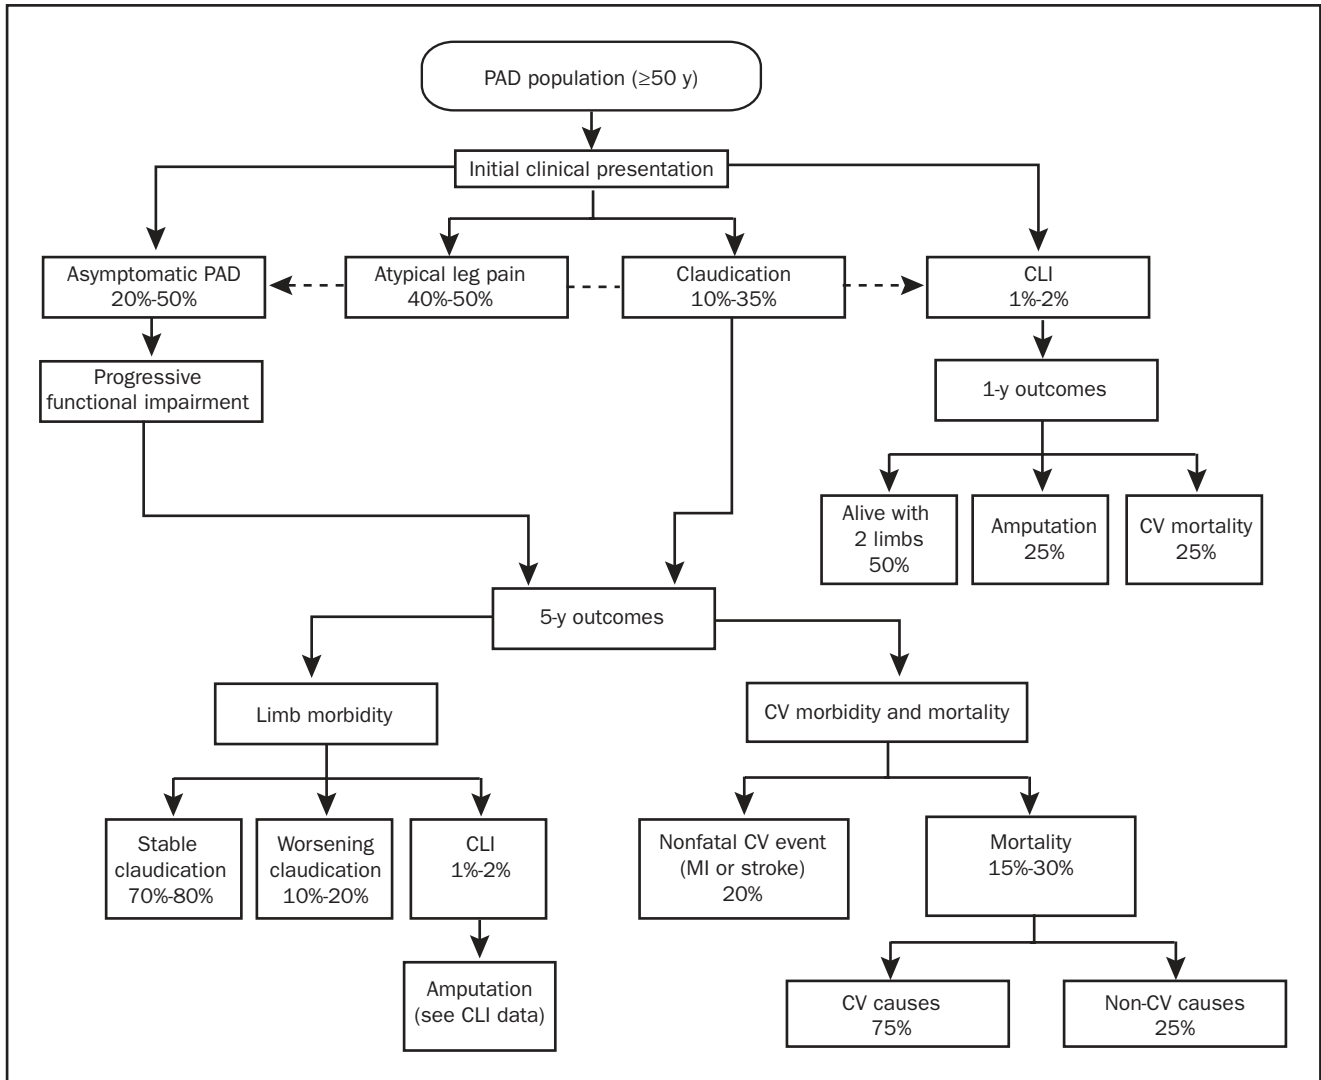 PAD population (≥50 y)
Initial clinical presentation
Asymptomatic PAD
20%-50%
Atypical leg pain
40%-50%
Claudication
10%-35%
CLI
1%-2%
Progressive
functional impairment
1-y outcomes
Alive with
2 limbs
50%
Amputation
25%
CV mortality
25%
5-y outcomes
Limb morbidity
CV morbidity and mortality
Stable
claudication
70%-80%
Worsening
claudication
10%-20%
CLI
1%-2%
Nonfatal CV event
(MI or stroke)
20%
Mortality
15%-30%
Amputation
(see CLI data)
CV causes
75%
Non-CV causes
25%